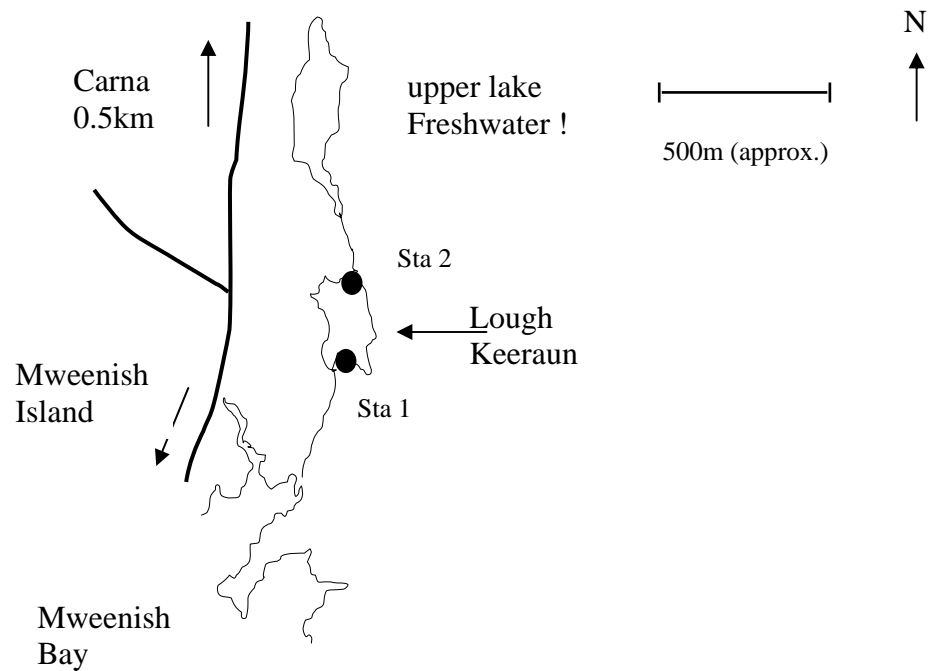 N
Carna
0.5km
upper lake
Freshwater !
500m (approx.)
Sta 2
Lough
Keeraun
Mweenish
Island
Sta 1
Mweenish
Bay